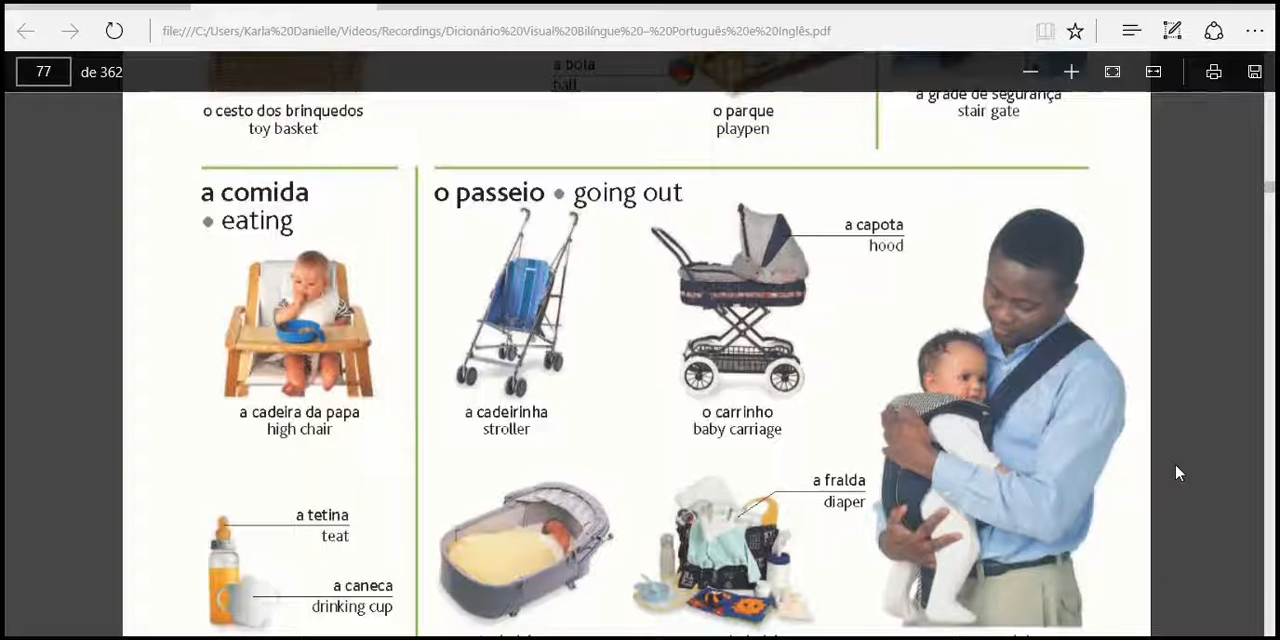 file:///C:/Users/Karla%20Danielle/Videos/Recordings/Dicionário%20Visual%20Bilíngue%20–%20Português%20e%20Inglês.pdf
77 de 362
a bola
ball
o cesto dos brinquedos
toy basket
o parque
playpen
a grade de segurança
stair gate
a comida
• eating
o passeio • going out
a capota
hood
a cadeira da papa
high chair
a cadeirinha
stroller
o carrinho
baby carriage
a tetina
teat
a caneca
drinking cup
a fralda
diaper